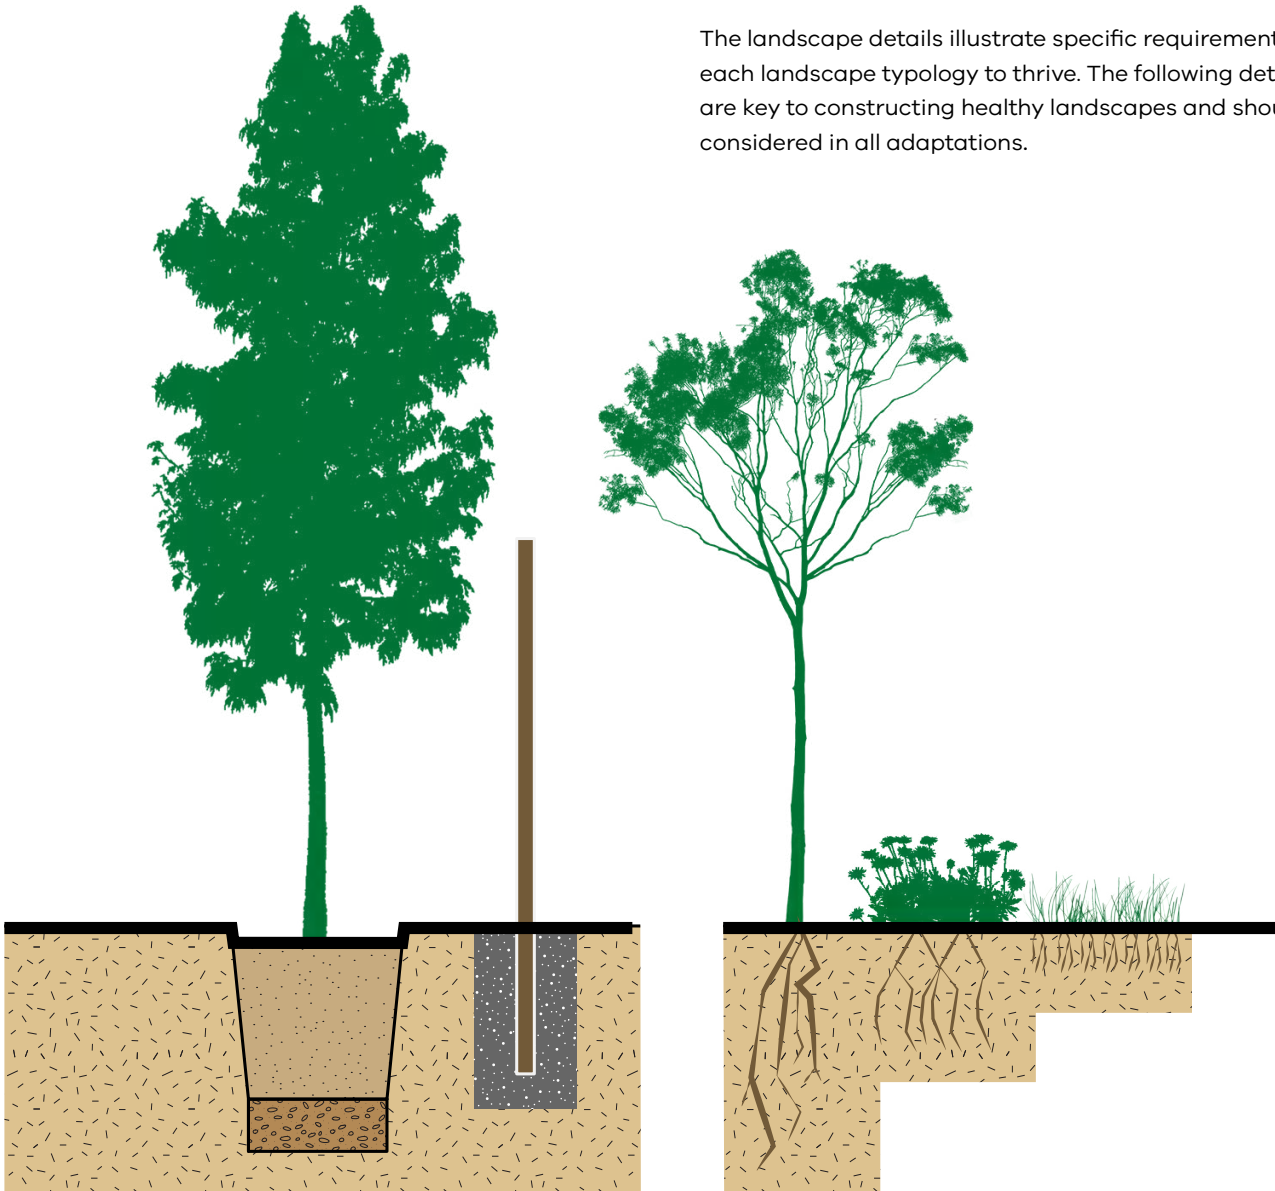 The landscape details illustrate specific requirement
each landscape typology to thrive. The following det
are key to constructing healthy landscapes and shou
considered in all adaptations.